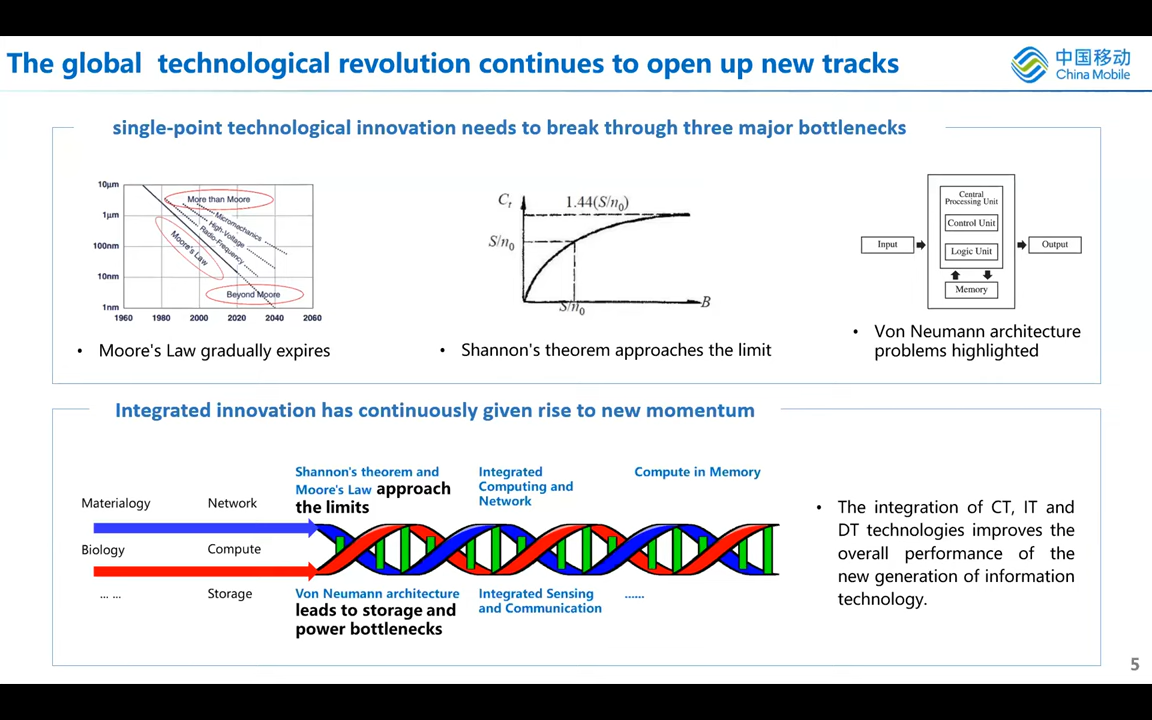 The global  technological revolution continues to open up new tracks
中国移动
China Mobile
single-point technological innovation needs to break through three major bottlenecks
10μm
1μm
100nm
10nm
1nm
1960
1980
2000
2020
2040
2060
More than Moore
Micromechanics
High-Voltage
Radio-Frequency
Moore's Law
Beyond Moore
• Moore's Law gradually expires
Ct
1.44(S/n0)
S/n0
S/n0
B
• Shannon's theorem approaches the limit
Input
Central
Processing Unit
Control Unit
Logic Unit
Memory
Output
• Von Neumann architecture
problems highlighted
Integrated innovation has continuously given rise to new momentum
Materialogy
Network
Biology
Compute
... ...
Storage
Shannon's theorem and
Moore's Law approach
the limits
Integrated
Computing and
Network
Compute in Memory
Von Neumann architecture
leads to storage and
power bottlenecks
Integrated Sensing
and Communication
......
• The integration of CT, IT and
DT technologies improves the
overall performance of the
new generation of information
technology.
5